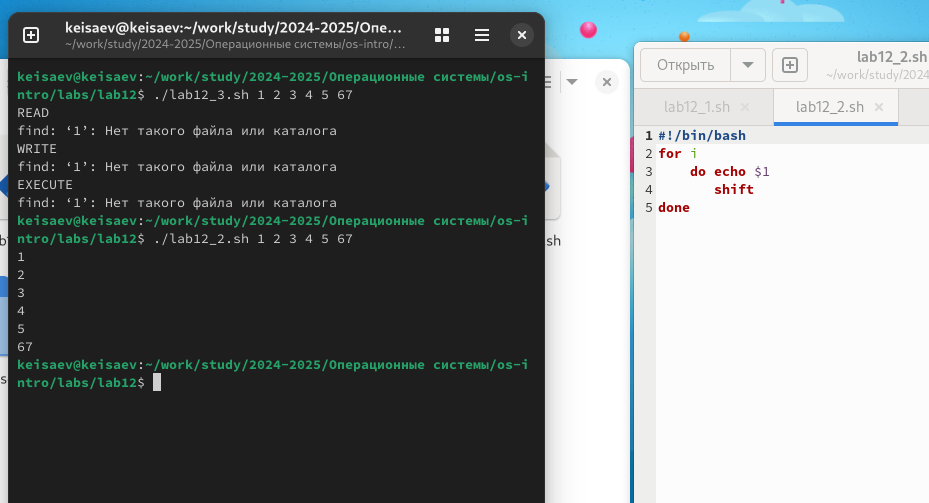 keisaev@keisaev:~/work/study/2024-2025/Опе...
~/work/study/2024-2025/Операционные системы/os-intro/...
keisaev@keisaev:~/work/study/2024-2025/Операционные системы/os-i
ntro/labs/lab12$ ./lab12_3.sh 1 2 3 4 5 67
READ
find: ‘1’: Нет такого файла или каталога
WRITE
find: ‘1’: Нет такого файла или каталога
EXECUTE
find: ‘1’: Нет такого файла или каталога
keisaev@keisaev:~/work/study/2024-2025/Операционные системы/os-i
ntro/labs/lab12$ ./lab12_2.sh 1 2 3 4 5 67
1
2
3
4
5
67
keisaev@keisaev:~/work/study/2024-2025/Операционные системы/os-i
ntro/labs/lab12$
sh
Открыть
lab12_2.sh
~/work/study/2024
lab12_1.sh
lab12_2.sh
1 #!/bin/bash
2 for i
3     do echo $1
4        shift
5 done